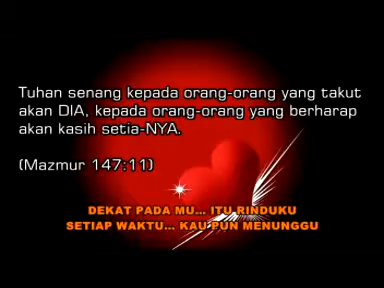 Tuhan senang kepada orang-orang yang takut
akan DIA, kepada orang-orang yang berharap
akan kasih setia-NYA.
(Mazmur 147:11)
DEKAT PADA MU... ITU RINDUKU
SETIAP WAKTU... KAU PUN MENUNGGU